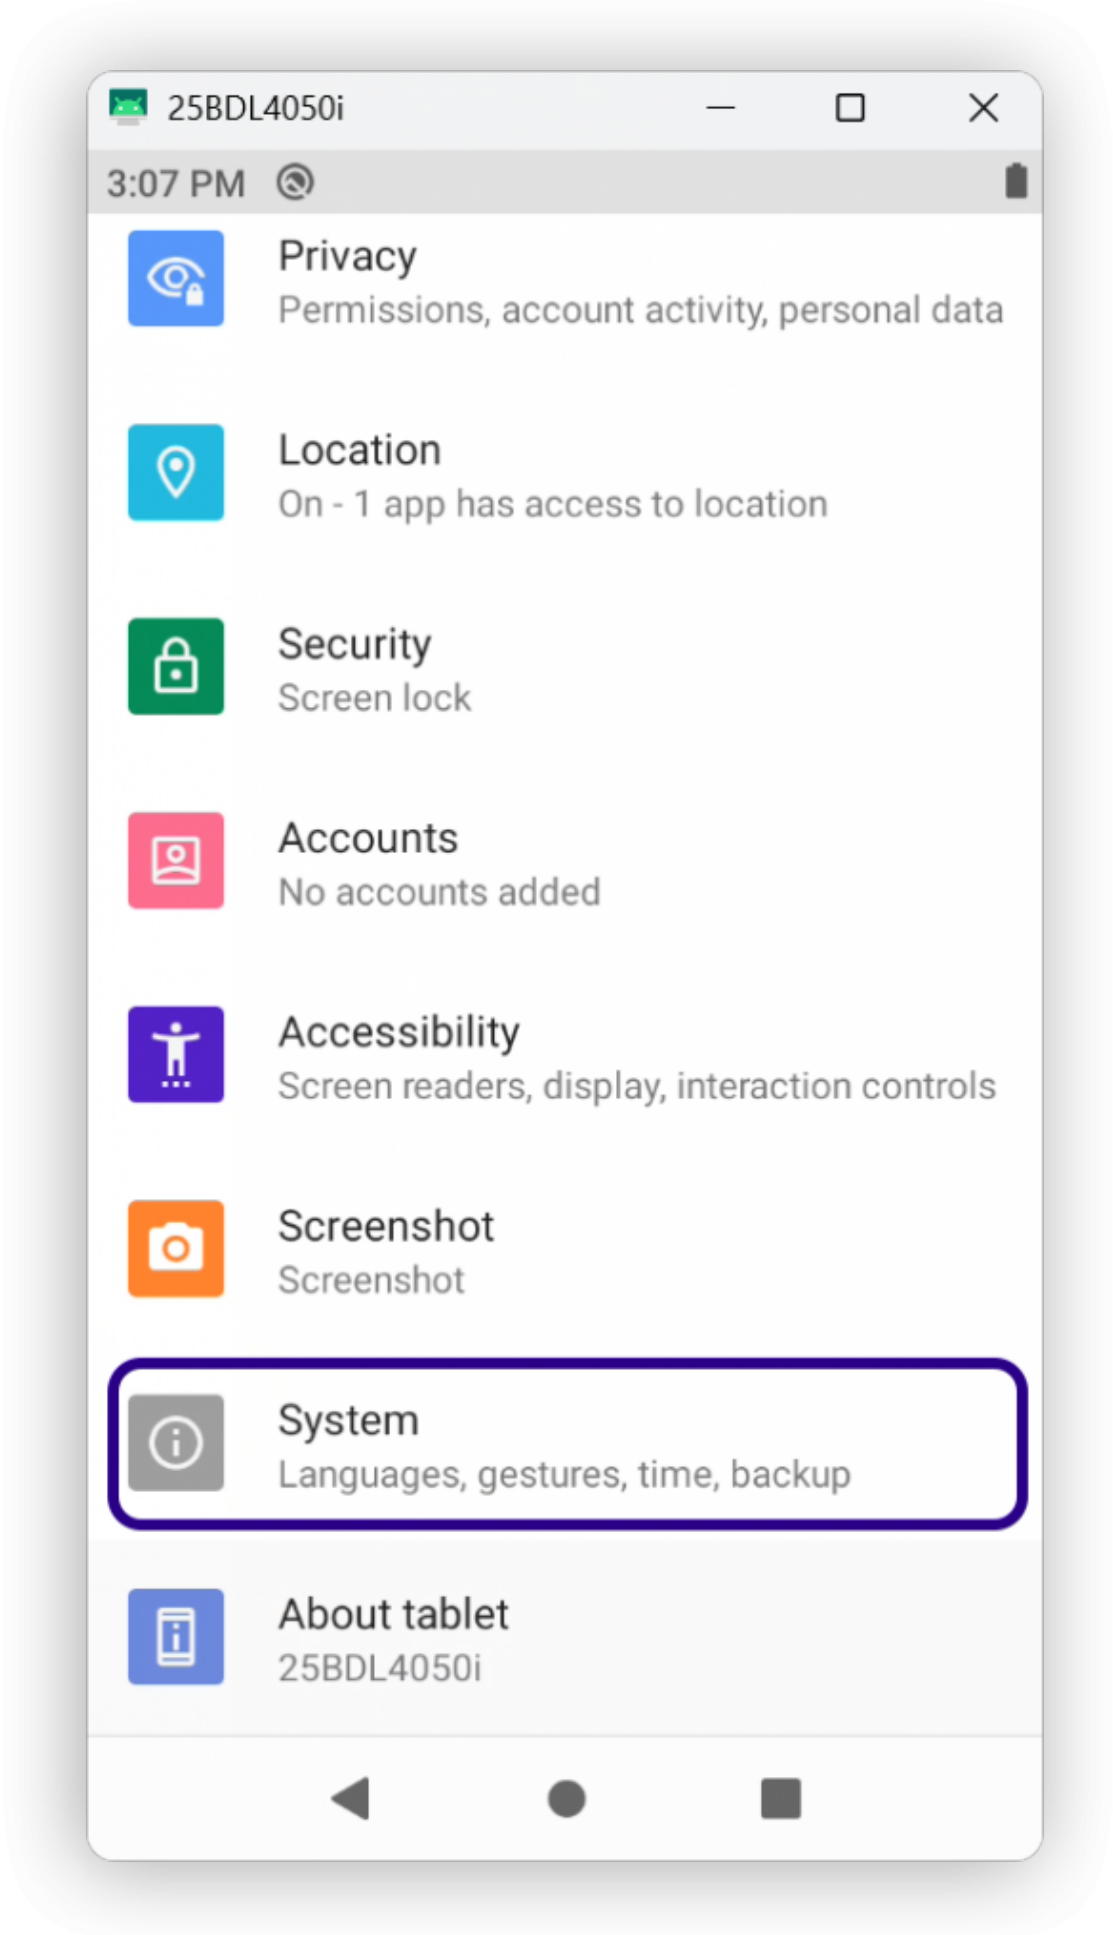 25BDL4050i
3:07 PM
Privacy
Permissions, account activity, personal data
Location
On - 1 app has access to location
Security
Screen lock
Accounts
No accounts added
Accessibility
Screen readers, display, interaction controls
Screenshot
Screenshot
System
Languages, gestures, time, backup
About tablet
25BDL4050i